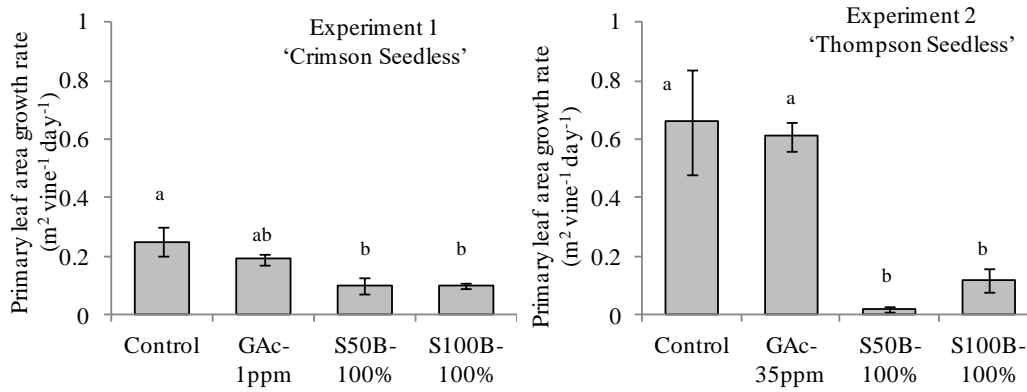 Experiment 1
‘Crimson Seedless’
Primary leaf area growth rate
(m² vine⁻¹ day⁻¹)
1
0.8
0.6
0.4
0.2
0
a
ab
b
b
Control
GAc-
1ppm
S50B-
100%
S100B-
100%
Experiment 2
‘Thompson Seedless’
Primary leaf area growth rate
(m² vine⁻¹ day⁻¹)
1
0.8
0.6
0.4
0.2
0
a
a
b
b
Control
GAc-
35ppm
S50B-
100%
S100B-
100%